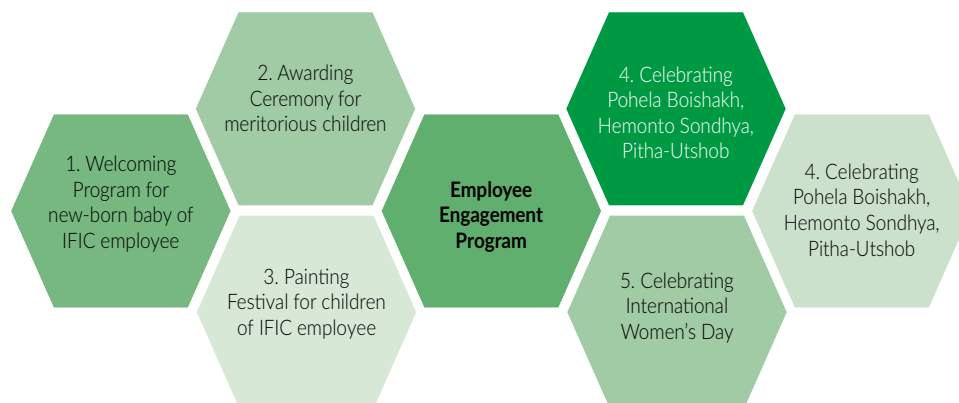 1. Welcoming
Program for
new-born baby of
IFIC employee
2. Awarding
Ceremony for
meritorious children
3. Painting
Festival for children
of IFIC employee
Employee
Engagement
Program
4. Celebrating
Pohela Boishakh,
Hemonto Sondhya,
Pitha-Utshob
5. Celebrating
International
Women’s Day
4. Celebrating
Pohela Boishakh,
Hemonto Sondhya,
Pitha-Utshob